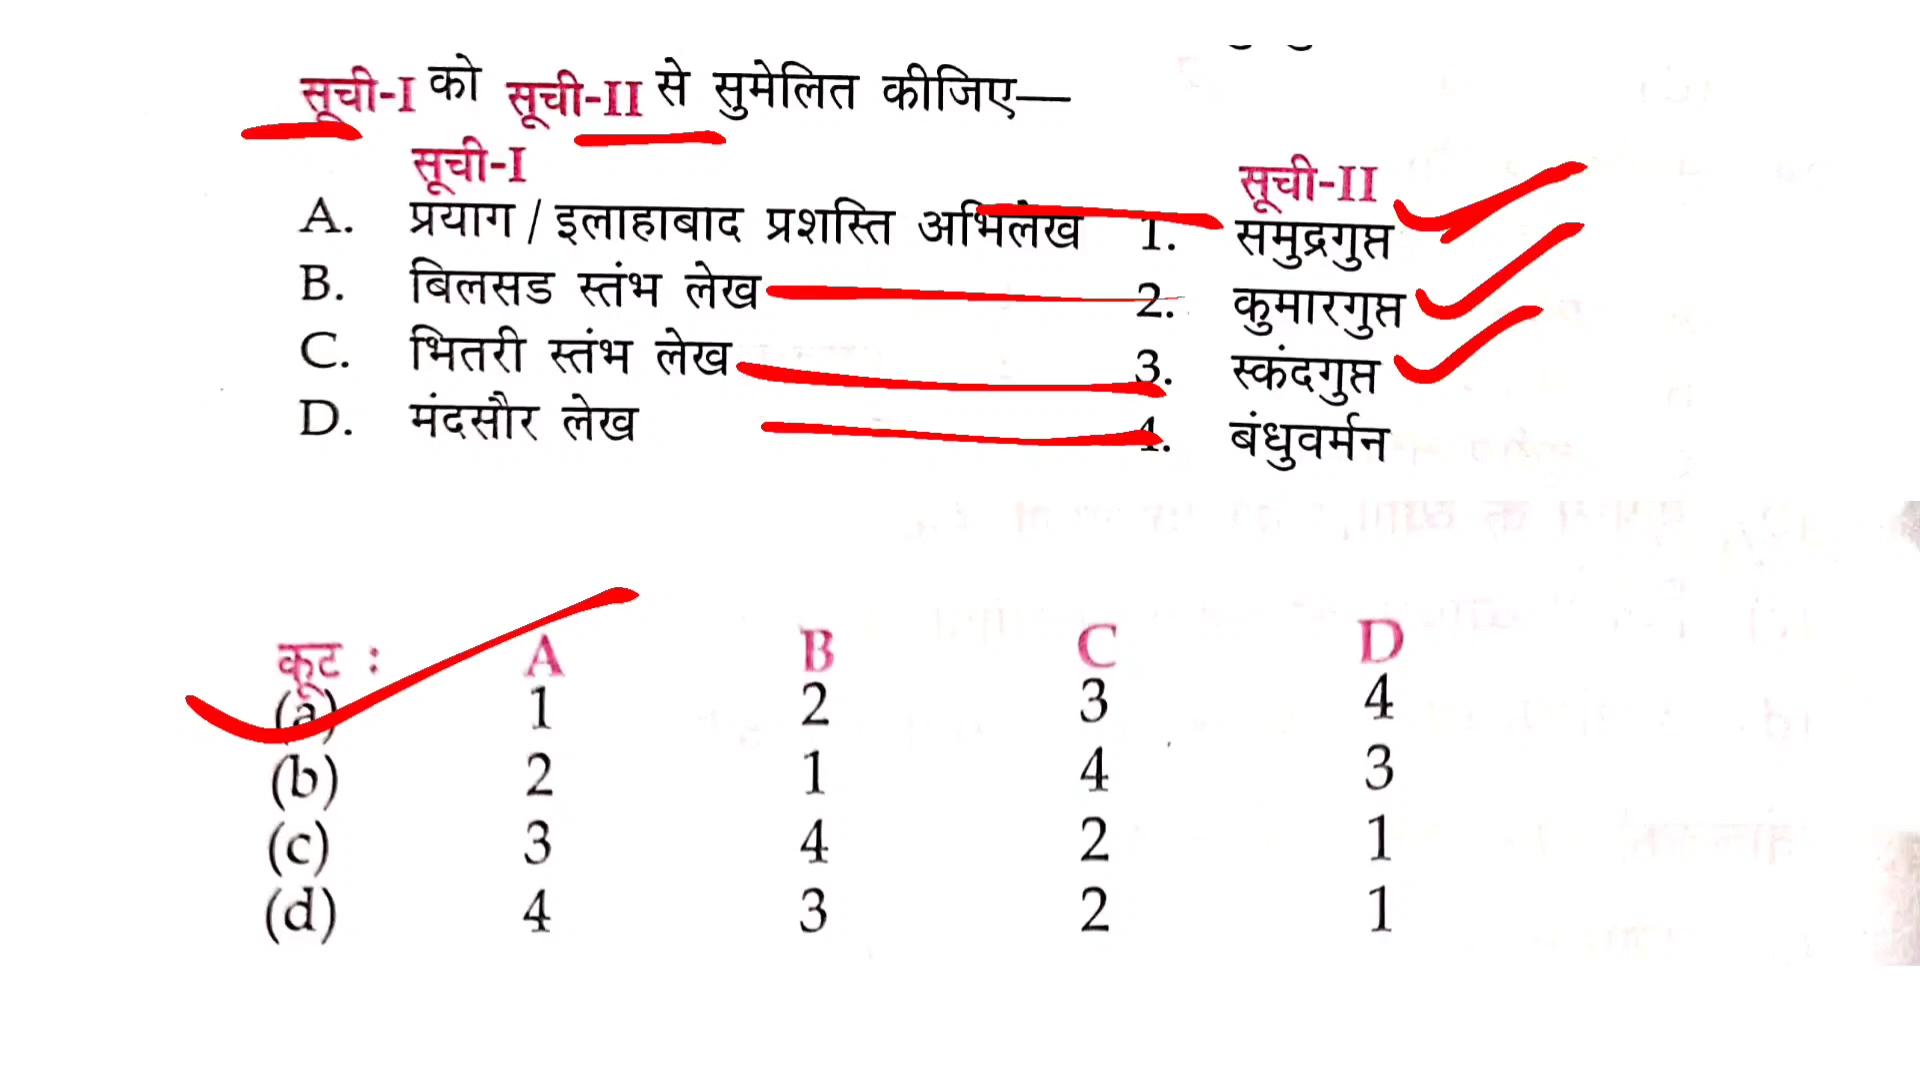 सूची-I को सूची-II से सुमेलित कीजिए—
सूची-I सूची-II
A. प्रयाग / इलाहाबाद प्रशस्ति अभिलेख 1. समुद्रगुप्त
B. बिलसड स्तंभ लेख 2. कुमारगुप्त
C. भितरी स्तंभ लेख 3. स्कंदगुप्त
D. मंदसौर लेख 4. बंधुवर्मन
कूट : A B C D
(a) 1 2 3 4
(b) 2 1 4 3
(c) 3 4 2 1
(d) 4 3 2 1